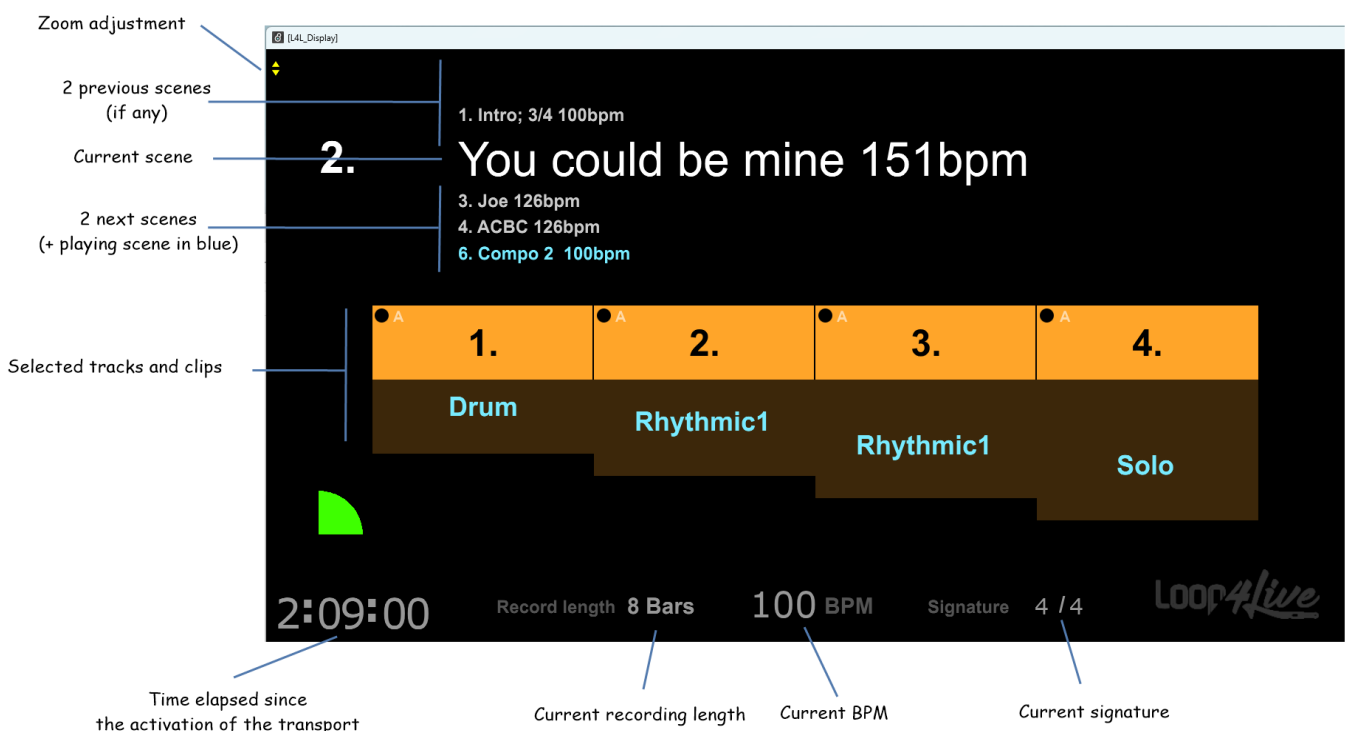 Zoom adjustment
[L4L_Display]
2 previous scenes
(if any)
1. Intro; 3/4 100bpm
Current scene
2.
You could be mine 151bpm
2 next scenes
(+ playing scene in blue)
3. Joe 126bpm
4. ACBC 126bpm
6. Compo 2  100bpm
Selected tracks and clips
A
A
A
A
1.
2.
3.
4.
Drum
Rhythmic1
Rhythmic1
Solo
2:09:00
Record length 8 Bars
100 BPM
Signature 4 / 4
Loop4Live
Time elapsed since
the activation of the transport
Current recording length
Current BPM
Current signature